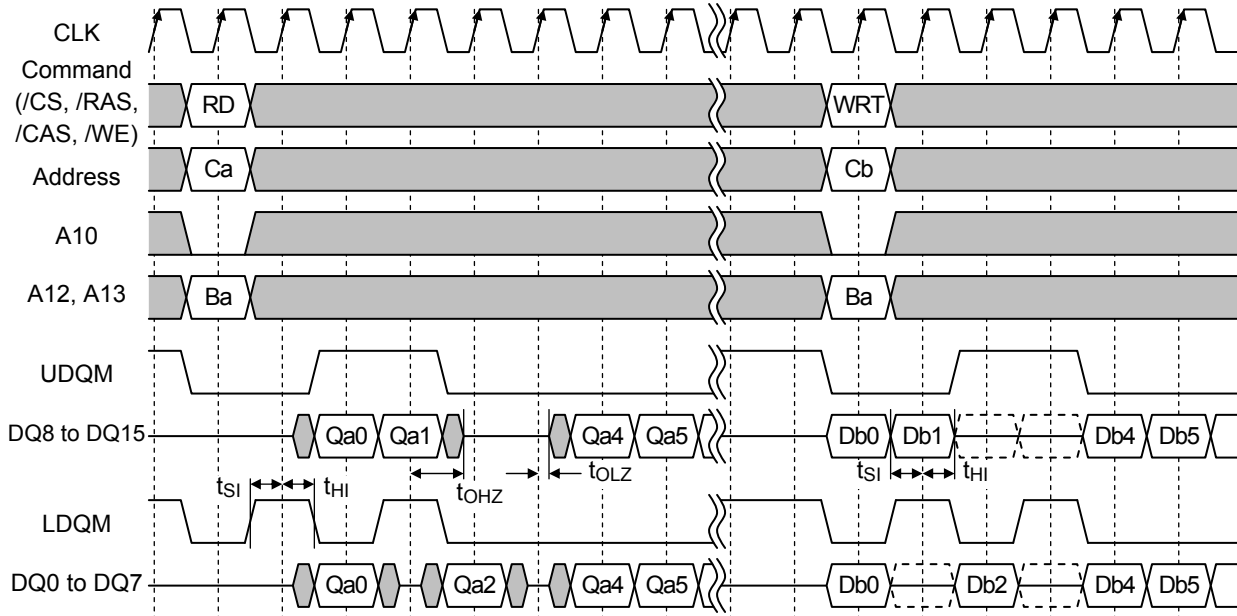 CLK
Command
(/CS, /RAS,
/CAS, /WE)
RD WRT
Address
Ca Cb
A10
A12, A13
Ba Ba
UDQM
DQ8 to DQ15
Qa0 Qa1 Qa4 Qa5 Db0 Db1 Db4 Db5
tSI tHI tOHZ tOLZ tSI tHI
LDQM
DQ0 to DQ7
Qa0 Qa2 Qa4 Qa5 Db0 Db2 Db4 Db5